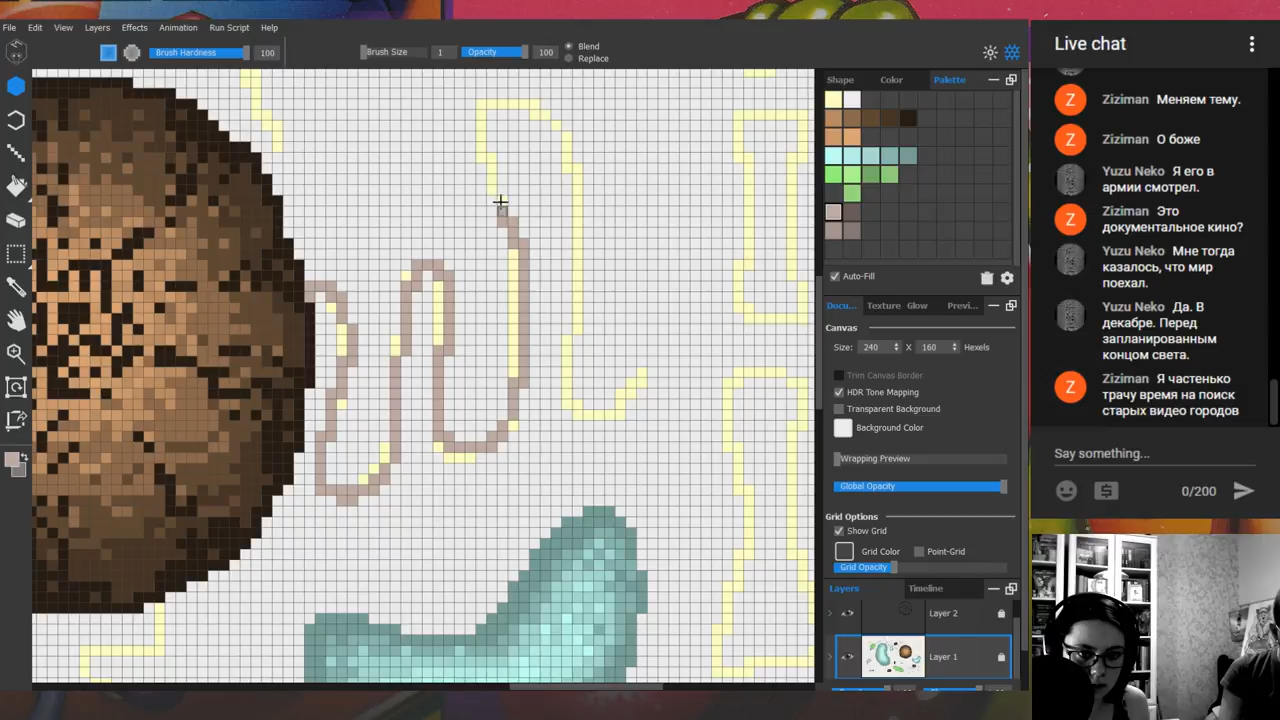 File Edit View Layers Effects Animation Run Script Help
Brush Hardness 100 Brush Size 1 Opacity 100 Blend
Replace
Shape Color Palette
Auto-Fill
Docu... Texture Glow Previ...
Canvas
Size: 240 X 160 Hexels
Trim Canvas Border
HDR Tone Mapping
Transparent Background
Background Color
Wrapping Preview
Global Opacity
Grid Options
Show Grid
Grid Color Point-Grid
Grid Opacity
Layers Timeline
Layer 2
Layer 1
Live chat
Z Ziziman Меняем тему.
Z Ziziman О боже
Yuzu Neko Я его в
армии смотрел.
Z Ziziman Это
документальное кино?
Yuzu Neko Мне тогда
казалось, что мир
поехал.
Yuzu Neko Да. В
декабре. Перед
запланированным
концом света.
Z Ziziman Я частенько
трачу время на поиск
старых видео городов
Say something...
0/200